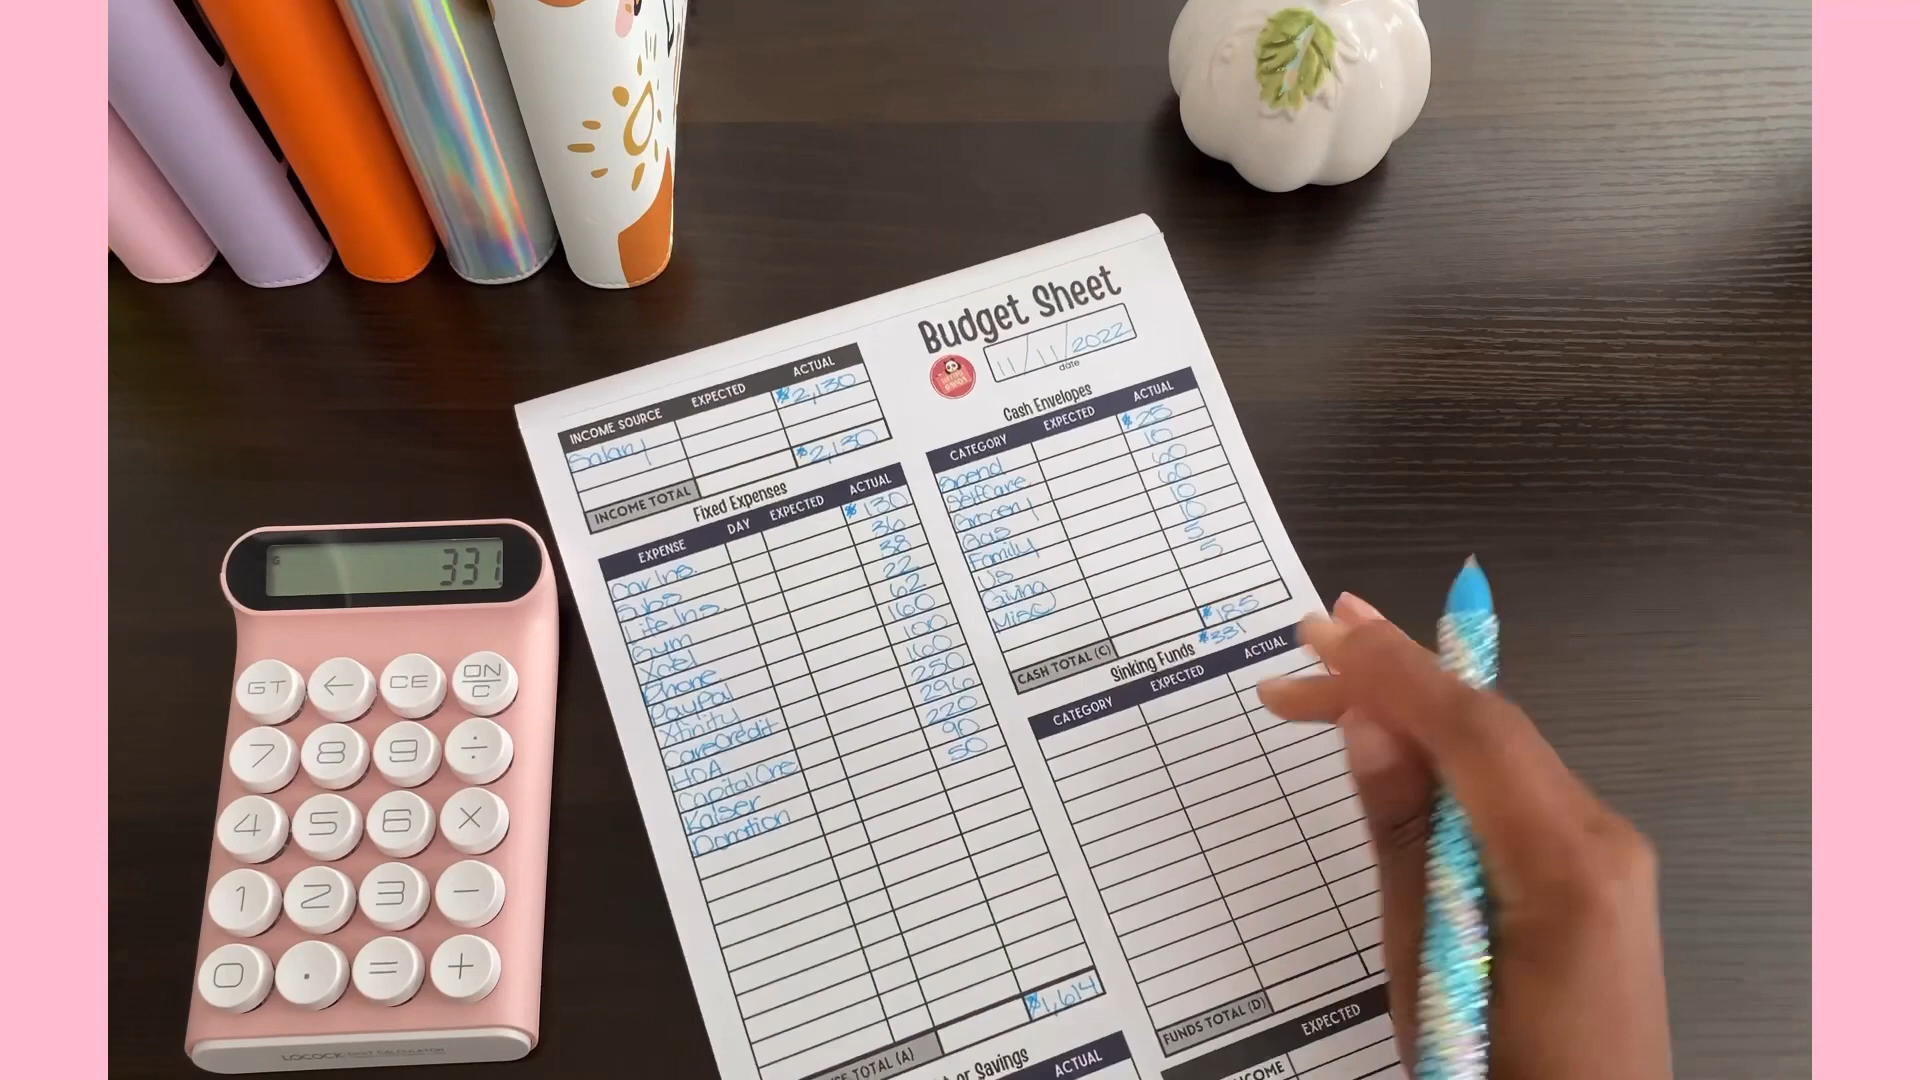 Budget Sheet
11/11/2022
date
INCOME SOURCE EXPECTED ACTUAL
Salary $2,130
INCOME TOTAL $2,130
Fixed Expenses
EXPENSE DAY EXPECTED ACTUAL
Car Ins. $130
Subs 36
Life Ins. 38
Gym 22
Xcel 62
Phone 160
PayPal 100
Xfinity 160
CareCredit 250
HOA 296
Capital One 220
Kaiser 90
Donation 50
$1,614
TOTAL (A)
or Savings
ACTUAL
Cash Envelopes
CATEGORY EXPECTED ACTUAL
Spend $25
Selfcare 10
Grocery 60
Gas 60
Family 10
Us 10
Giving 5
Misc 5
CASH TOTAL (C) $185
$331
Sinking Funds
CATEGORY EXPECTED ACTUAL
FUNDS TOTAL (D)
EXPECTED
331
GT ← CE ON/C
7 8 9 ÷
4 5 6 ×
1 2 3 −
0 . = +